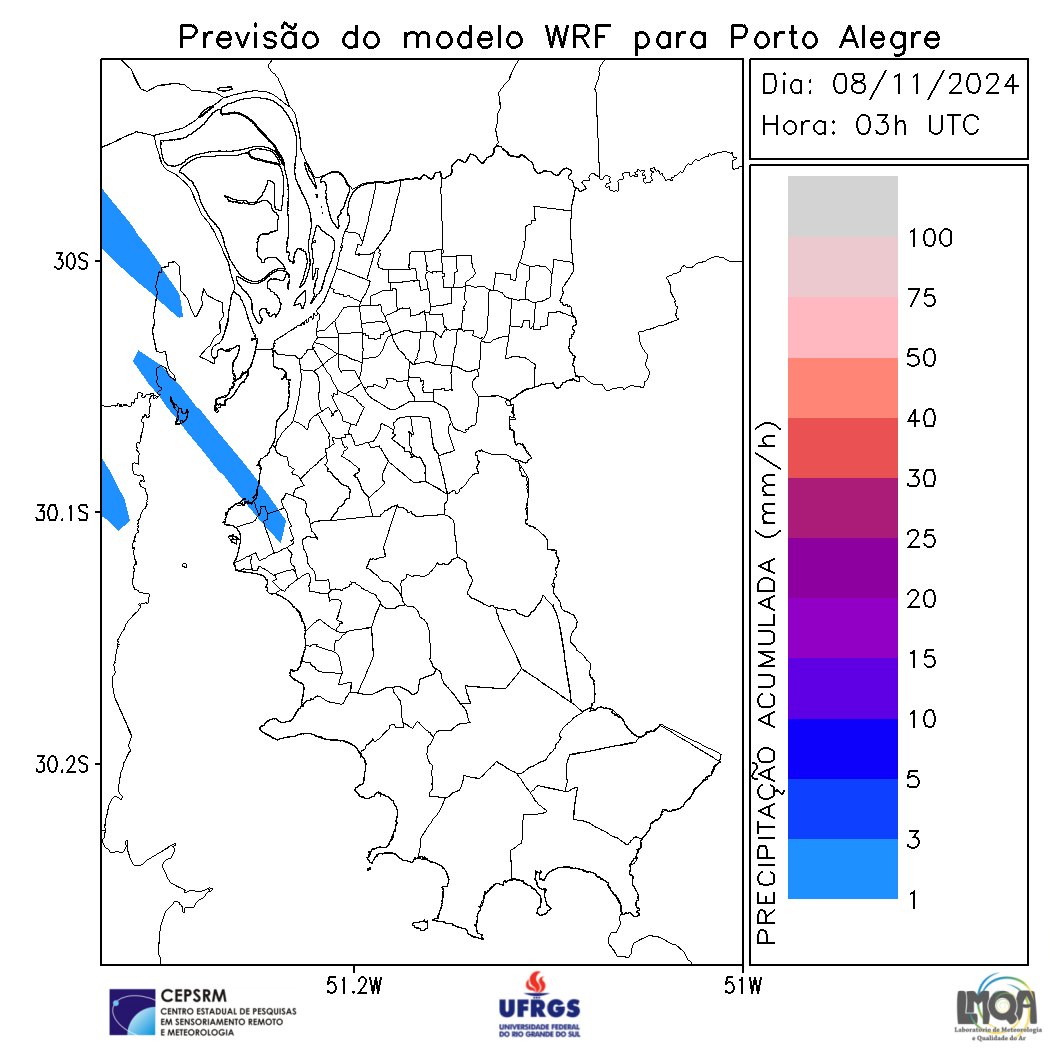 Previsão do modelo WRF para Porto Alegre
Dia: 08/11/2024
Hora: 03h UTC
30S
30.1S
30.2S
51.2W
51W
PRECIPITAÇÃO ACUMULADA (mm/h)
100
75
50
40
30
25
20
15
10
5
3
1
CEPSRM
CENTRO ESTADUAL DE PESQUISAS
EM SENSORIAMENTO REMOTO
E METEOROLOGIA
UFRGS
UNIVERSIDADE FEDERAL
DO RIO GRANDE DO SUL
LMQA
Laboratório de Meteorologia
e Qualidade do Ar